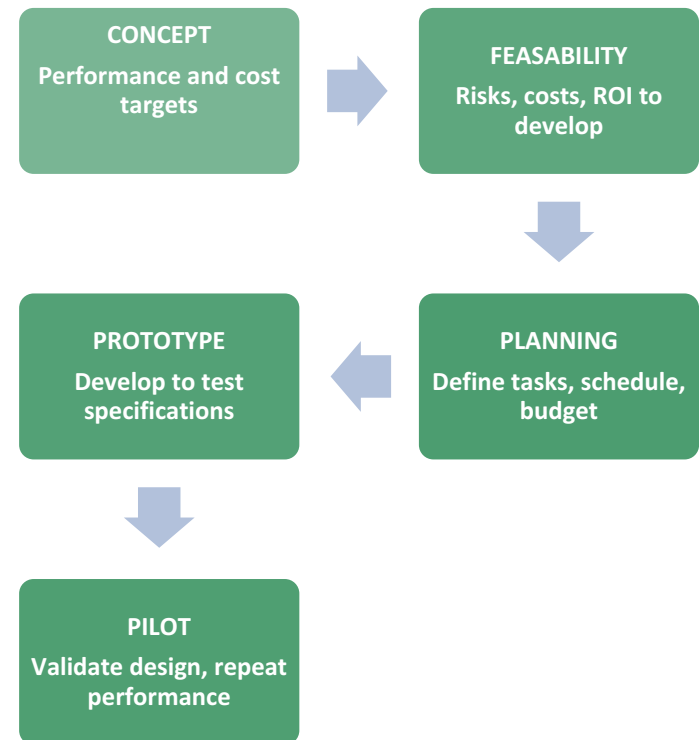 CONCEPT
Performance and cost
targets
FEASABILITY
Risks, costs, ROI to
develop
PLANNING
Define tasks, schedule,
budget
PROTOTYPE
Develop to test
specifications
PILOT
Validate design, repeat
performance